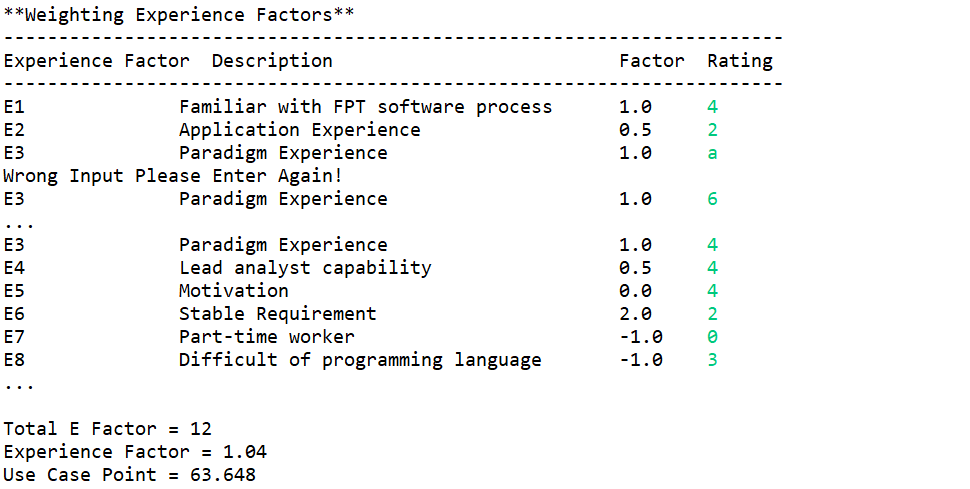 **Weighting Experience Factors**
-----------------------------------------------------------------------
Experience Factor  Description                          Factor  Rating
-----------------------------------------------------------------------
E1              Familiar with FPT software process      1.0     4
E2              Application Experience                  0.5     2
E3              Paradigm Experience                     1.0     a
Wrong Input Please Enter Again!
E3              Paradigm Experience                     1.0     6
...
E3              Paradigm Experience                     1.0     4
E4              Lead analyst capability                 0.5     4
E5              Motivation                              0.0     4
E6              Stable Requirement                      2.0     2
E7              Part-time worker                        -1.0    0
E8              Difficult of programming language       -1.0    3
...
Total E Factor = 12
Experience Factor = 1.04
Use Case Point = 63.648